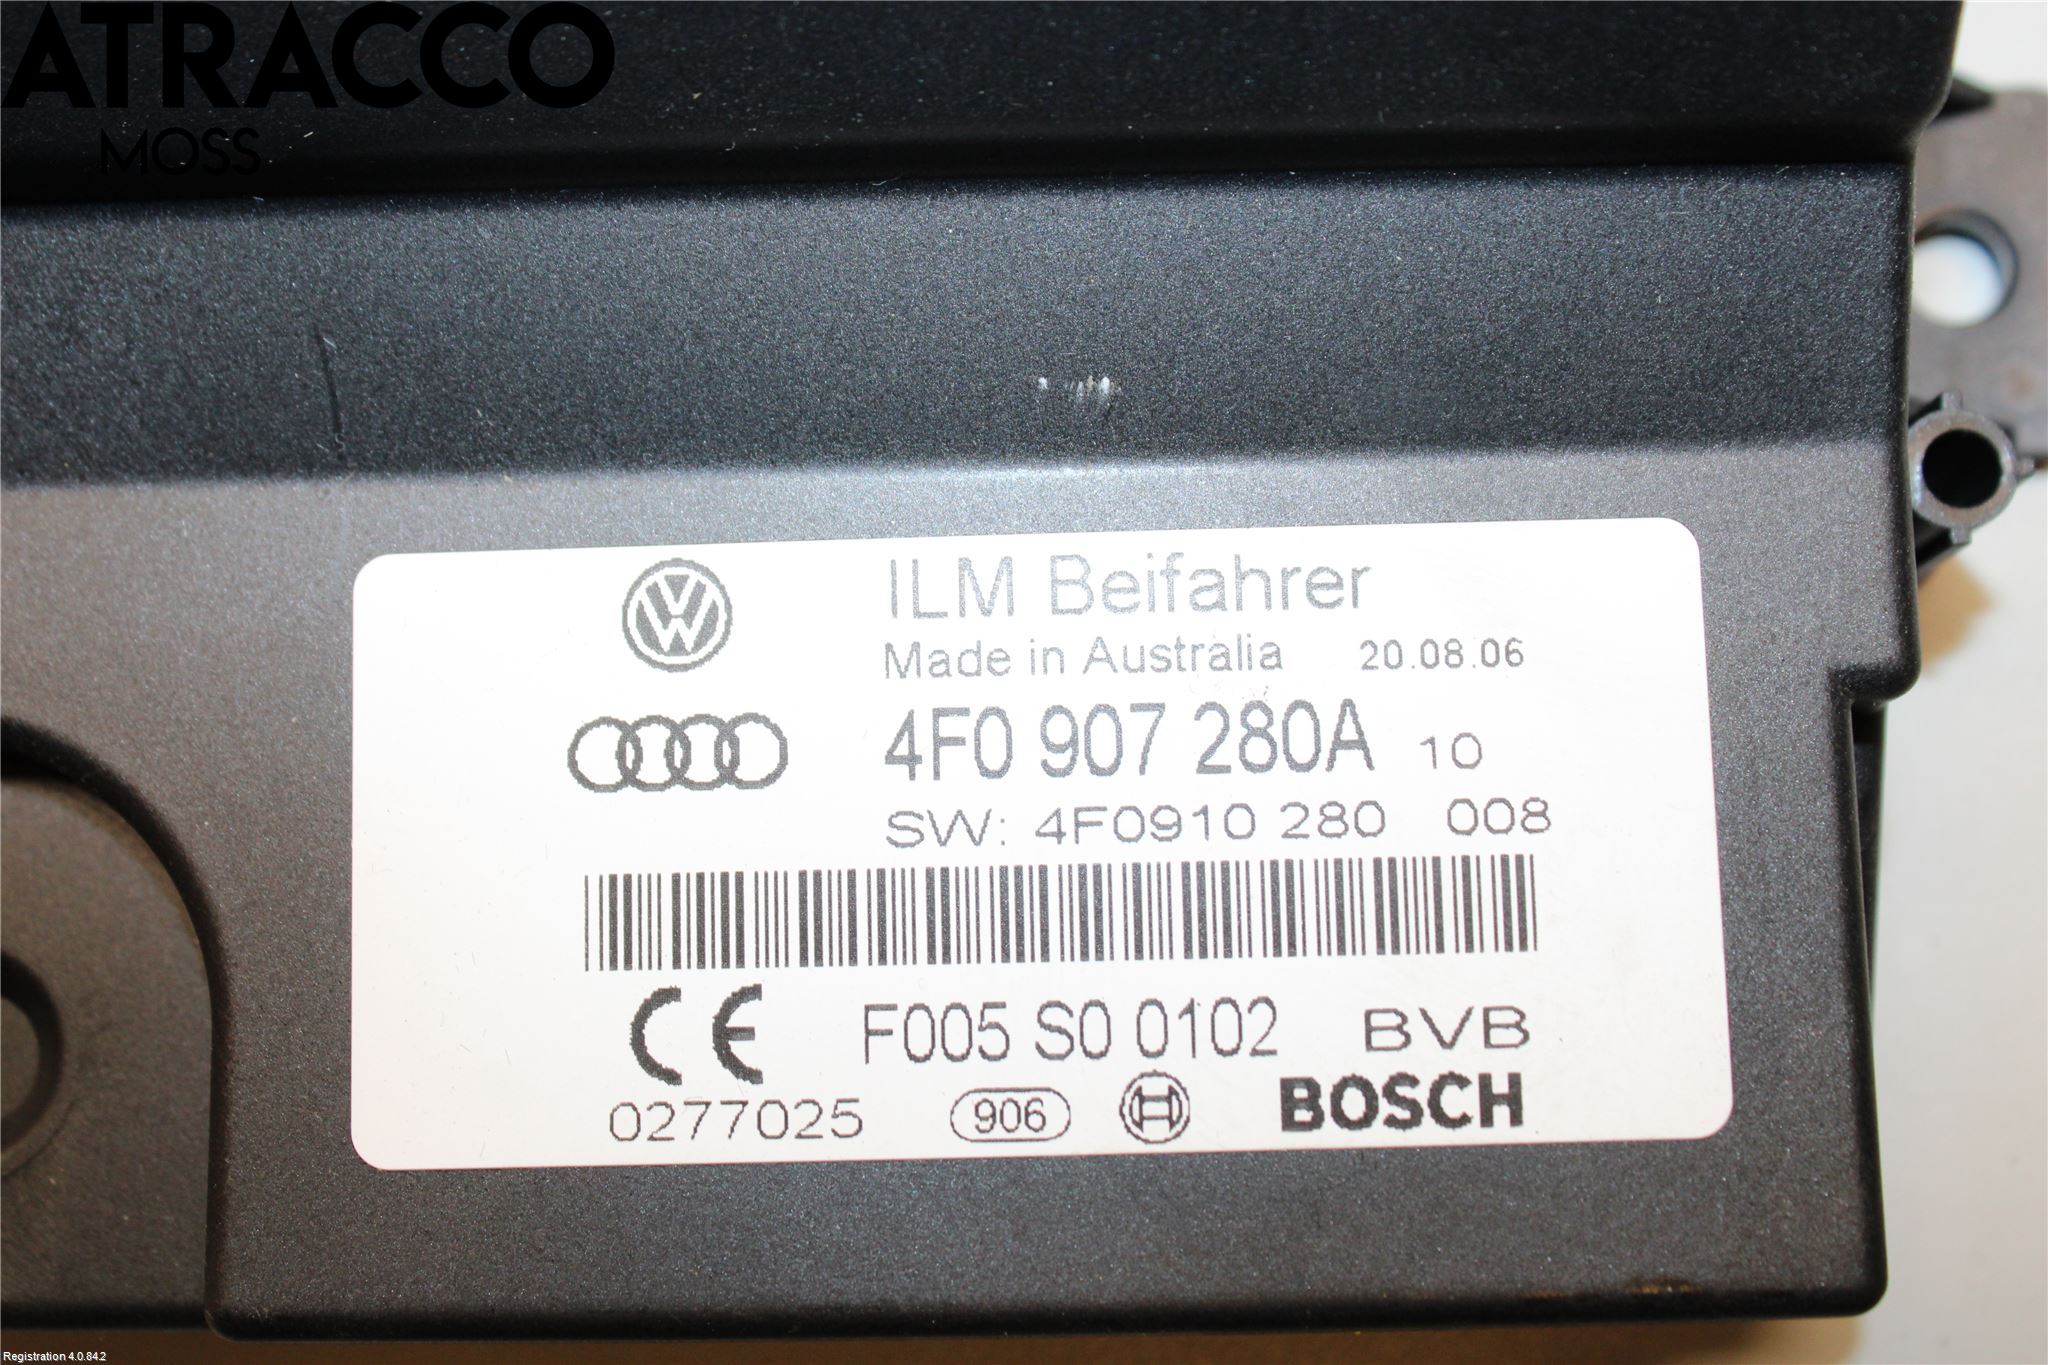 ATRACCO
MOSS
ILM Beifahrer
Made in Australia 20.08.06
4F0 907 280A 10
SW: 4F0910 280 008
CE F005 S0 0102 BVB
0277025 906 BOSCH
Registration 4.0.84.2